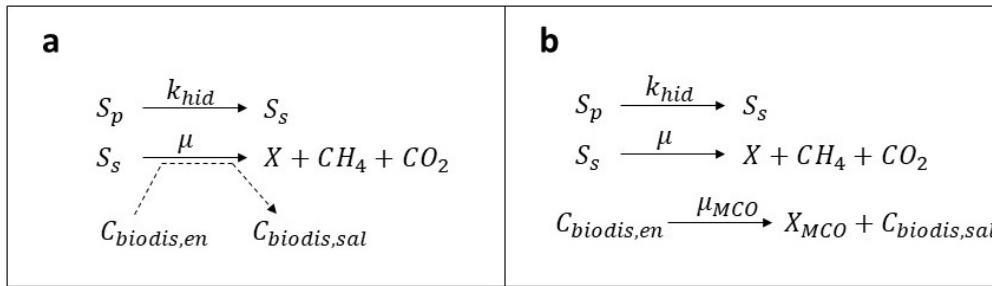 a
S_p k_hid S_s
S_s μ X + CH_4 + CO_2
C_biodis,en C_biodis,sal
b
S_p k_hid S_s
S_s μ X + CH_4 + CO_2
C_biodis,en μ_MCO X_MCO + C_biodis,sal